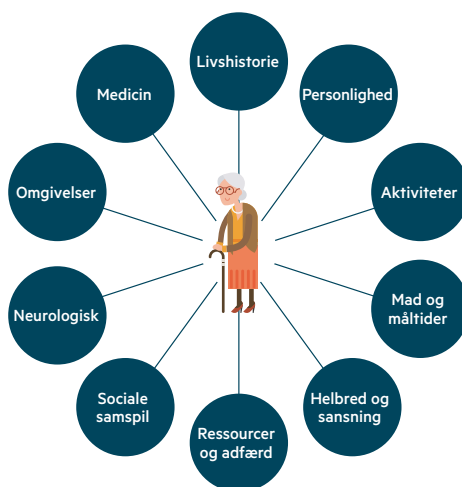 Livshistorie
Personlighed
Aktiviteter
Mad og
måltider
Helbred og
sansning
Ressourcer
og adfærd
Sociale
samspil
Neurologisk
Omgivelser
Medicin